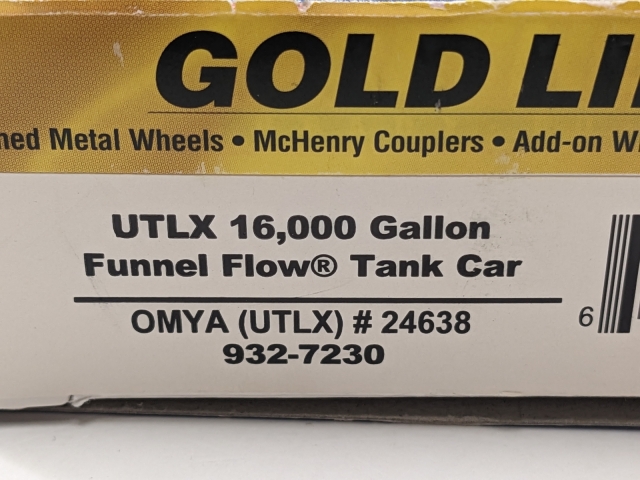 GOLD LI
ned Metal Wheels • McHenry Couplers • Add-on W
UTLX 16,000 Gallon
Funnel Flow® Tank Car
OMYA (UTLX) # 24638
932-7230
6